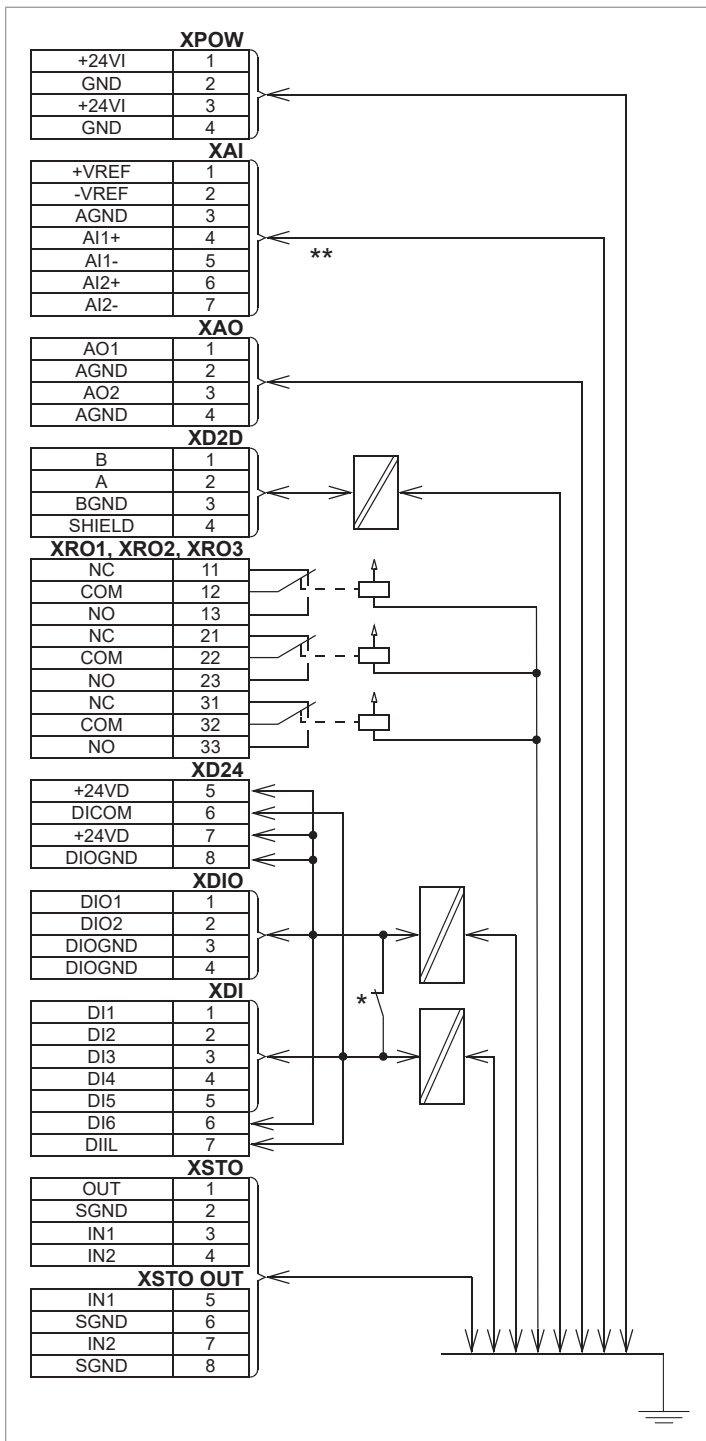 XPOW
+24VI 1
GND 2
+24VI 3
GND 4
XAI
+VREF 1
-VREF 2
AGND 3
AI1+ 4
AI1- 5
AI2+ 6
AI2- 7
**
XAO
AO1 1
AGND 2
AO2 3
AGND 4
XD2D
B 1
A 2
BGND 3
SHIELD 4
XRO1, XRO2, XRO3
NC 11
COM 12
NO 13
NC 21
COM 22
NO 23
NC 31
COM 32
NO 33
XD24
+24VD 5
DICOM 6
+24VD 7
DIOGND 8
XDIO
DIO1 1
DIO2 2
DIOGND 3
DIOGND 4
*
XDI
DI1 1
DI2 2
DI3 3
DI4 4
DI5 5
DI6 6
DIIL 7
XSTO
OUT 1
SGND 2
IN1 3
IN2 4
XSTO OUT
IN1 5
SGND 6
IN2 7
SGND 8